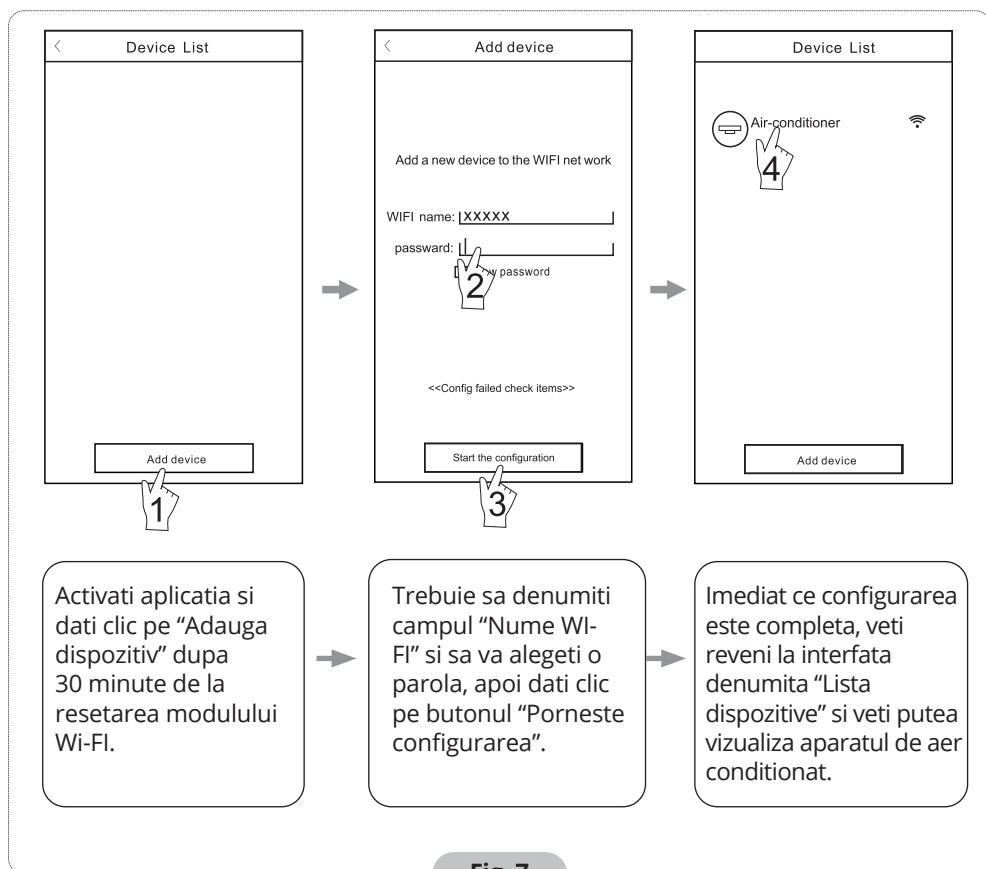 Device List
Add device
Add device
Add a new device to the WIFI net work
WIFI name: XXXXX
passward:
password
<<Config failed check items>>
Start the configuration
Device List
Air-conditioner
Add device
1
2
3
4
Activati aplicatia si
dati clic pe “Adauga
dispozitiv” dupa
30 minute de la
resetarea modulului
Wi-FI.
Trebuie sa denumiti
campul “Nume WI-
FI” si sa va alegeti o
parola, apoi dati clic
pe butonul “Porneste
configurarea”.
Imediat ce configurarea
este completa, veti
reveni la interfata
denumita “Lista
dispozitive” si veti putea
vizualiza aparatul de aer
conditionat.
Fig. 7